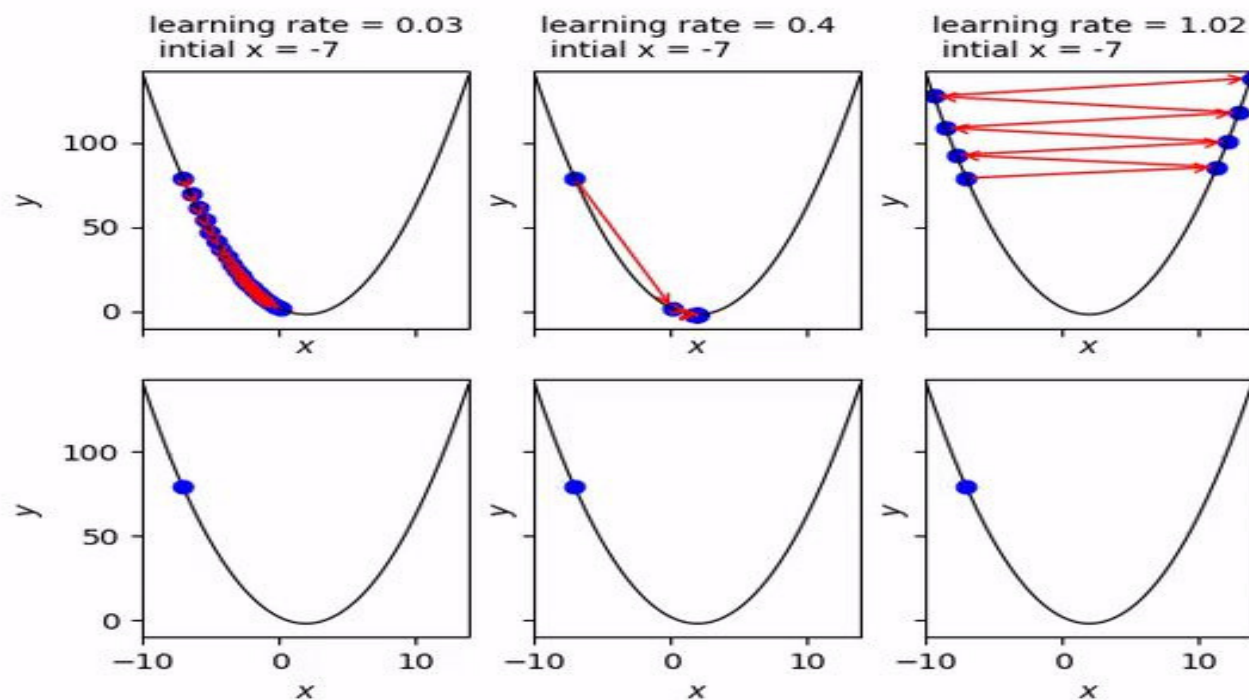 learning rate = 0.03
intial x = -7
learning rate = 0.4
intial x = -7
learning rate = 1.02
intial x = -7
y
100
50
0
x
y
x
y
x
y
100
50
0
-10
0
10
x
y
-10
0
10
x
y
-10
0
10
x